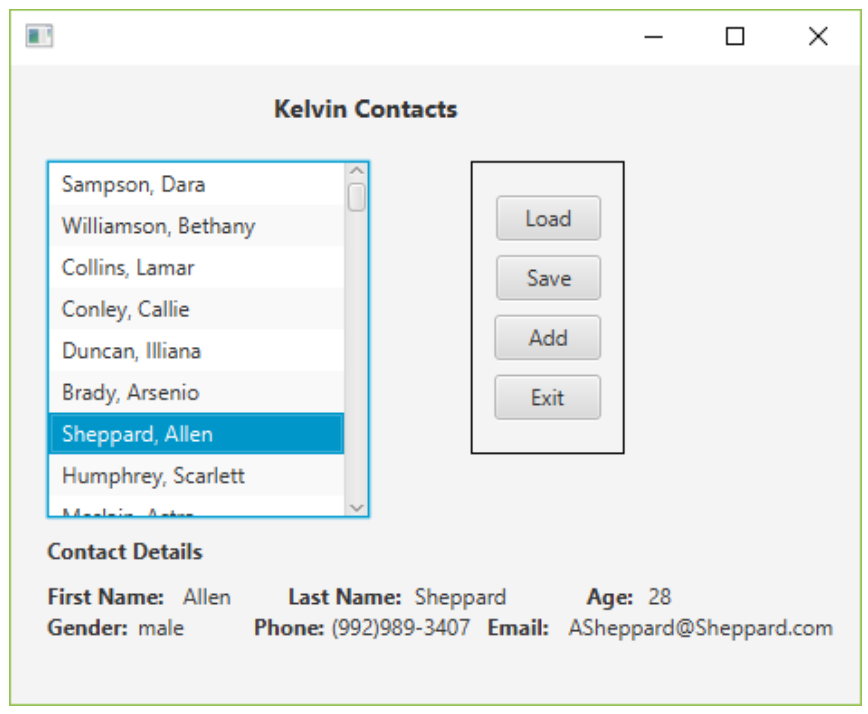 Kelvin Contacts
Sampson, Dara
Williamson, Bethany
Collins, Lamar
Conley, Callie
Duncan, Illiana
Brady, Arsenio
Sheppard, Allen
Humphrey, Scarlett
Load
Save
Add
Exit
Contact Details
First Name: Allen Last Name: Sheppard Age: 28
Gender: male Phone: (992)989-3407 Email: ASheppard@Sheppard.com